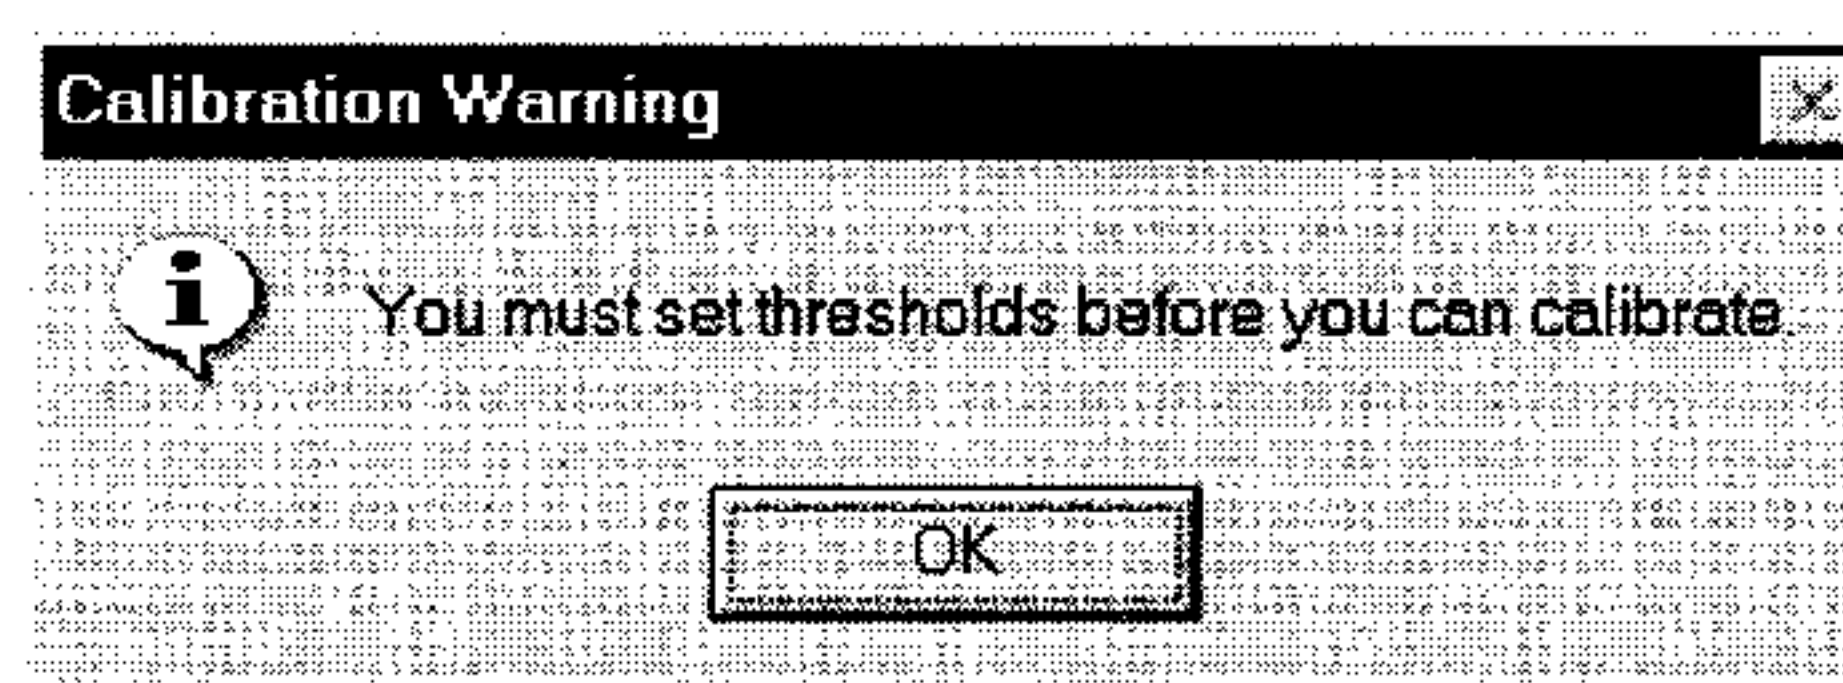 Calibration Warning
You must set thresholds before you can calibrate.
OK